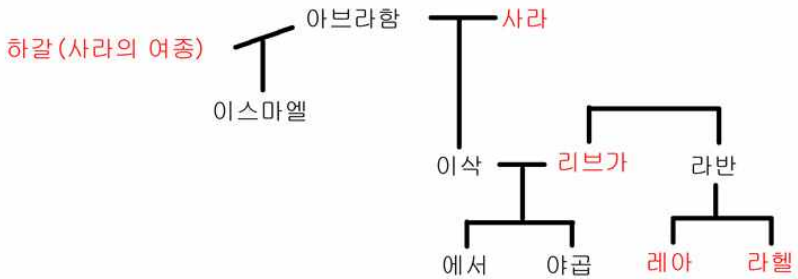 아브라함 사라
하갈(사라의 여종)
이스마엘
이삭 리브가 라반
에서 야곱 레아 라헬